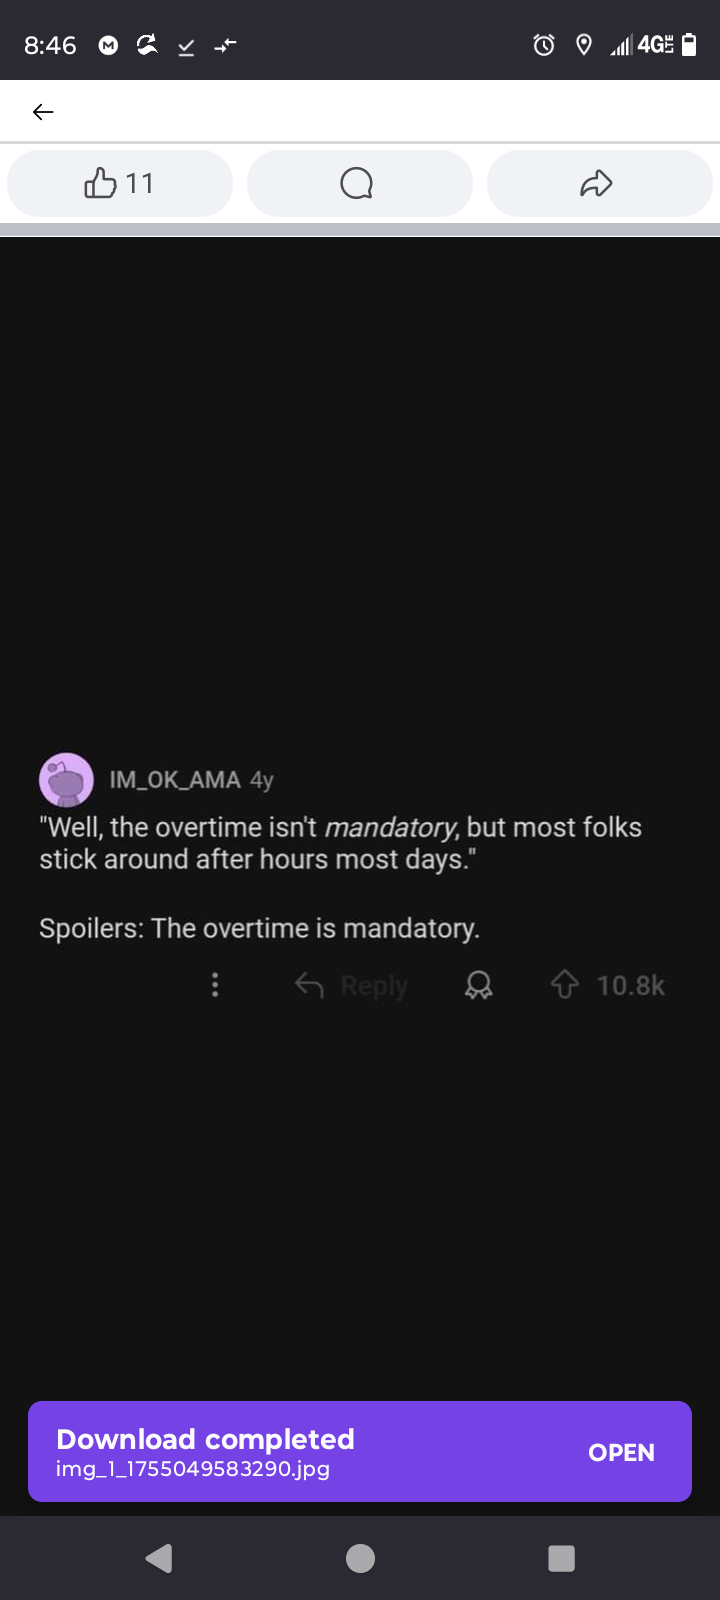 8:46 M 4G LTE
11
IM_OK_AMA 4y
"Well, the overtime isn't mandatory, but most folks
stick around after hours most days."
Spoilers: The overtime is mandatory.
Reply 10.8k
Download completed
img_1_1755049583290.jpg
OPEN